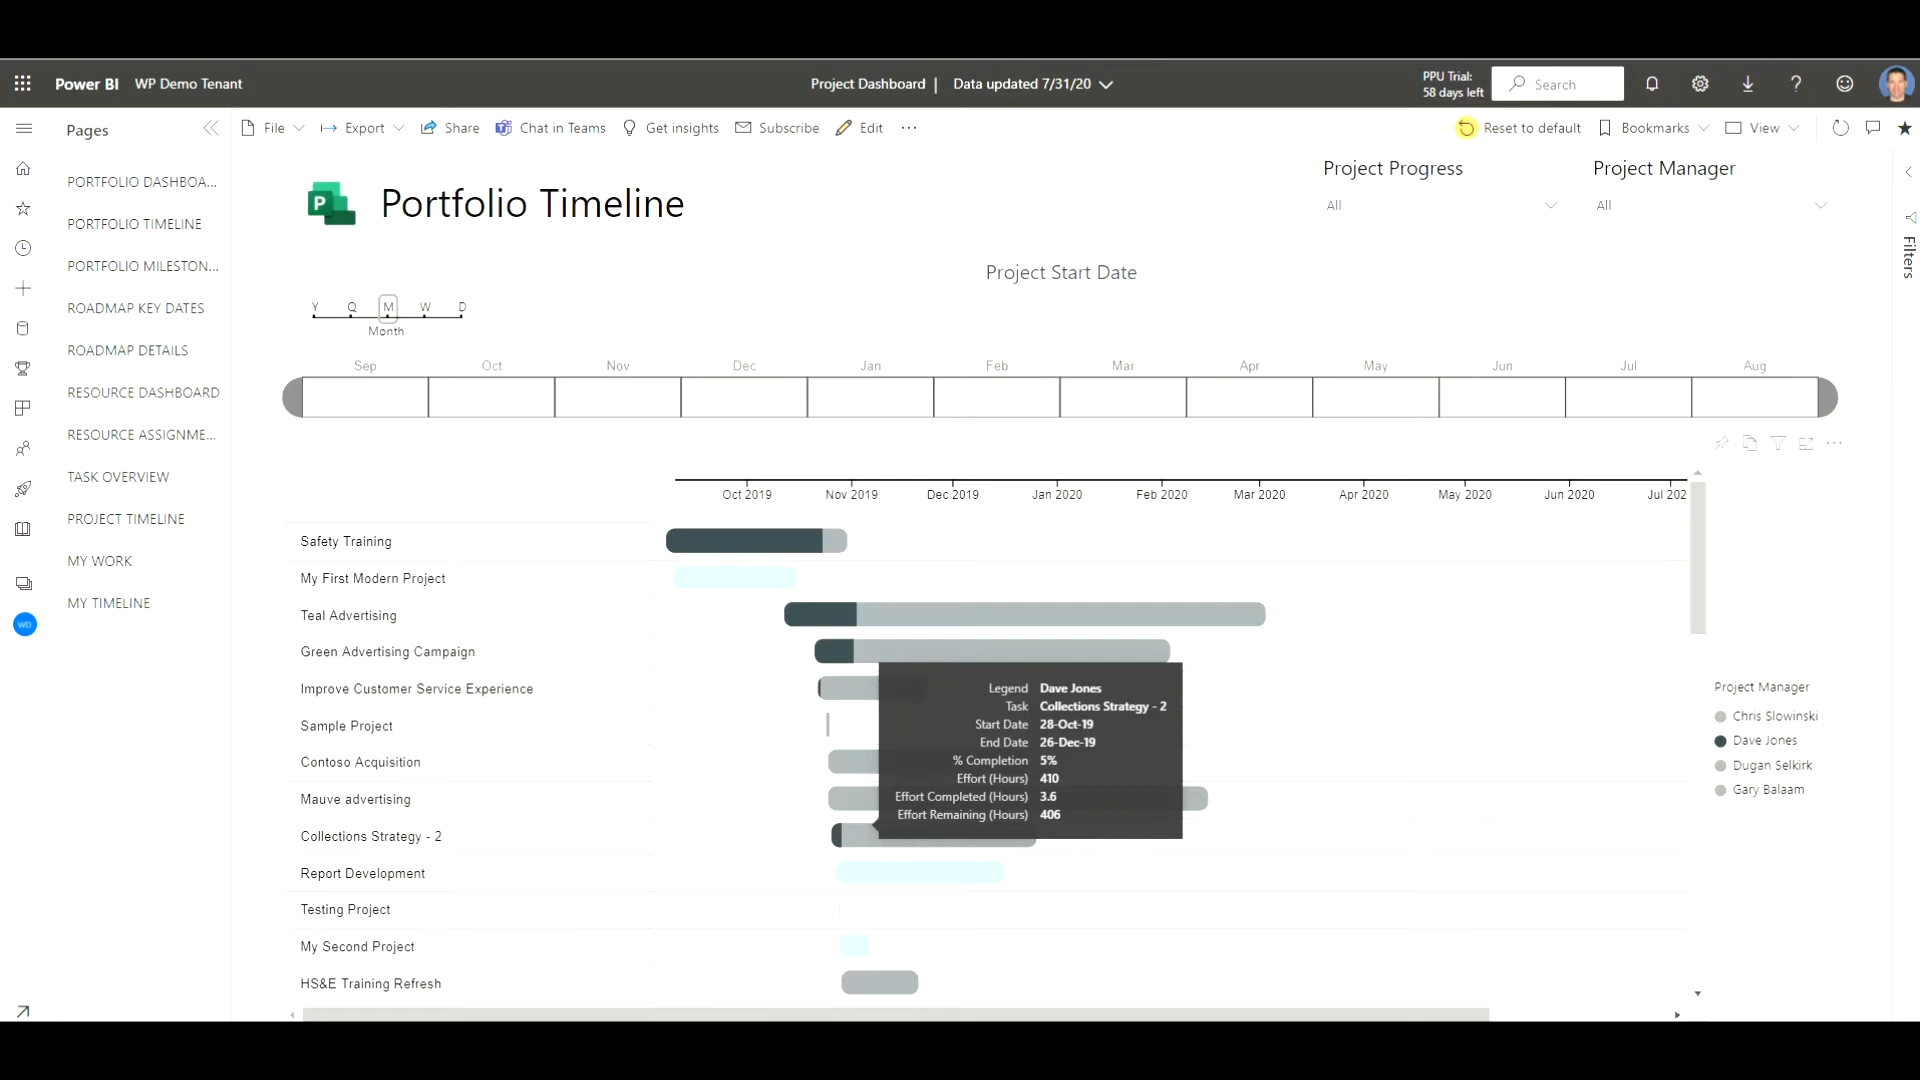 Power BI WP Demo Tenant
Project Dashboard | Data updated 7/31/20
PPU Trial:
58 days left
Search
Pages
File
Export
Share
Chat in Teams
Get insights
Subscribe
Edit
Reset to default
Bookmarks
View
PORTFOLIO DASHBOA...
PORTFOLIO TIMELINE
PORTFOLIO MILESTON...
ROADMAP KEY DATES
ROADMAP DETAILS
RESOURCE DASHBOARD
RESOURCE ASSIGNME...
TASK OVERVIEW
PROJECT TIMELINE
MY WORK
MY TIMELINE
WD
P
Portfolio Timeline
Project Progress
All
Project Manager
All
Filters
Project Start Date
Y Q M W D
Month
Sep Oct Nov Dec Jan Feb Mar Apr May Jun Jul Aug
Oct 2019 Nov 2019 Dec 2019 Jan 2020 Feb 2020 Mar 2020 Apr 2020 May 2020 Jun 2020 Jul 202
Safety Training
My First Modern Project
Teal Advertising
Green Advertising Campaign
Improve Customer Service Experience
Sample Project
Contoso Acquisition
Mauve advertising
Collections Strategy - 2
Report Development
Testing Project
My Second Project
HS&E Training Refresh
Legend Dave Jones
Task Collections Strategy - 2
Start Date 28-Oct-19
End Date 26-Dec-19
% Completion 5%
Effort (Hours) 410
Effort Completed (Hours) 3.6
Effort Remaining (Hours) 406
Project Manager
Chris Slowinski
Dave Jones
Dugan Selkirk
Gary Balaam